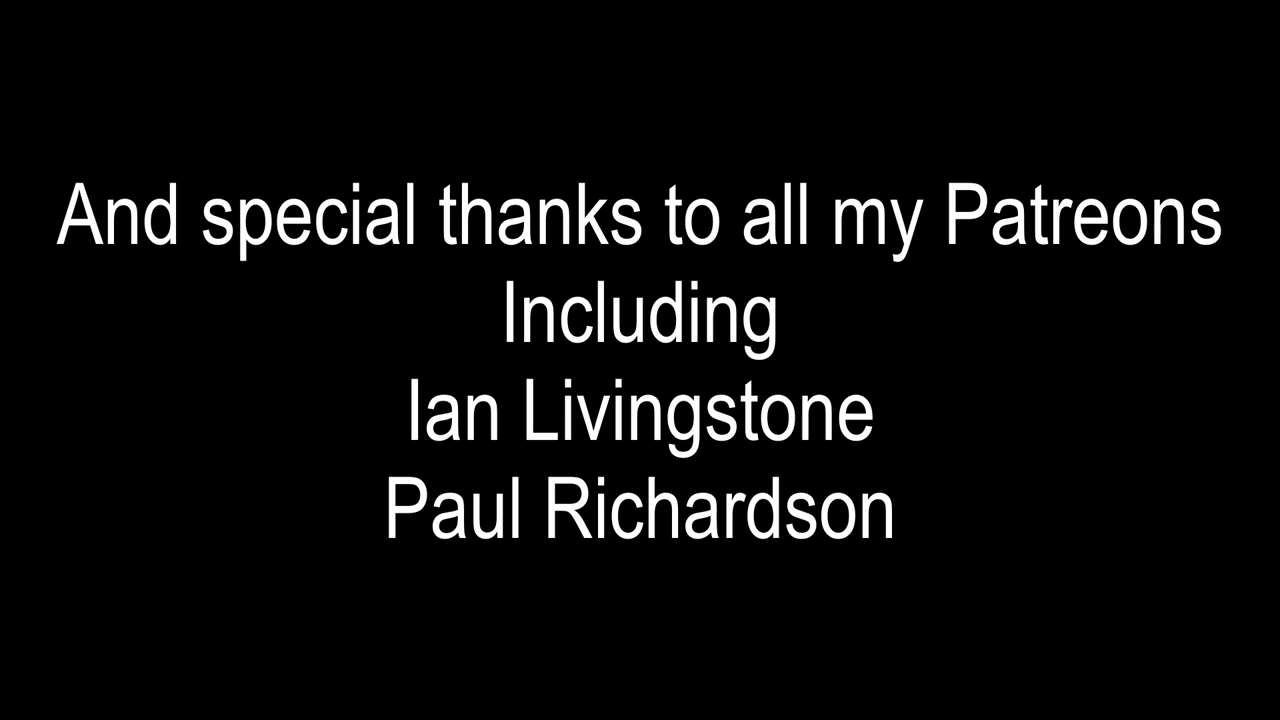 And special thanks to all my Patreons
Including
Ian Livingstone
Paul Richardson